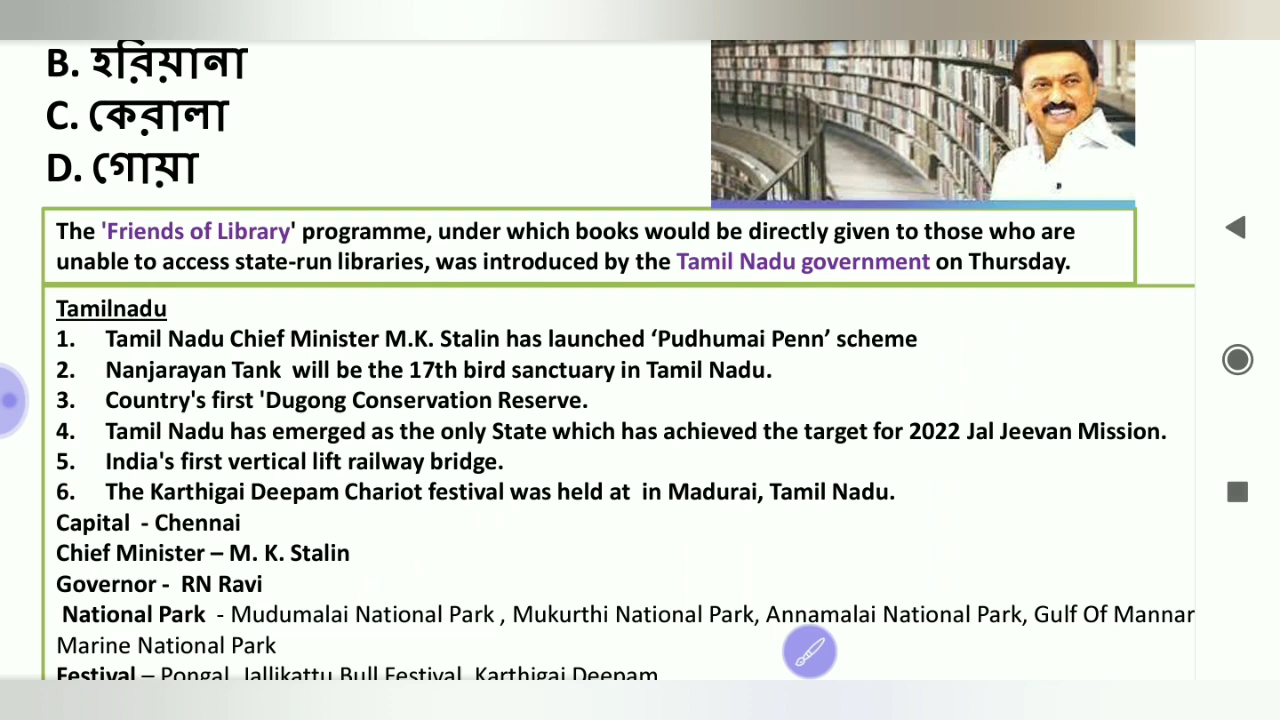 B. হরিয়ানা
C. কেরালা
D. গোয়া
The 'Friends of Library' programme, under which books would be directly given to those who are
unable to access state-run libraries, was introduced by the Tamil Nadu government on Thursday.
Tamilnadu
1. Tamil Nadu Chief Minister M.K. Stalin has launched ‘Pudhumai Penn’ scheme
2. Nanjarayan Tank will be the 17th bird sanctuary in Tamil Nadu.
3. Country's first 'Dugong Conservation Reserve.
4. Tamil Nadu has emerged as the only State which has achieved the target for 2022 Jal Jeevan Mission.
5. India's first vertical lift railway bridge.
6. The Karthigai Deepam Chariot festival was held at in Madurai, Tamil Nadu.
Capital - Chennai
Chief Minister – M. K. Stalin
Governor - RN Ravi
National Park - Mudumalai National Park , Mukurthi National Park, Annamalai National Park, Gulf Of Mannar
Marine National Park
Festival – Pongal, Jallikattu Bull Festival, Karthigai Deepam